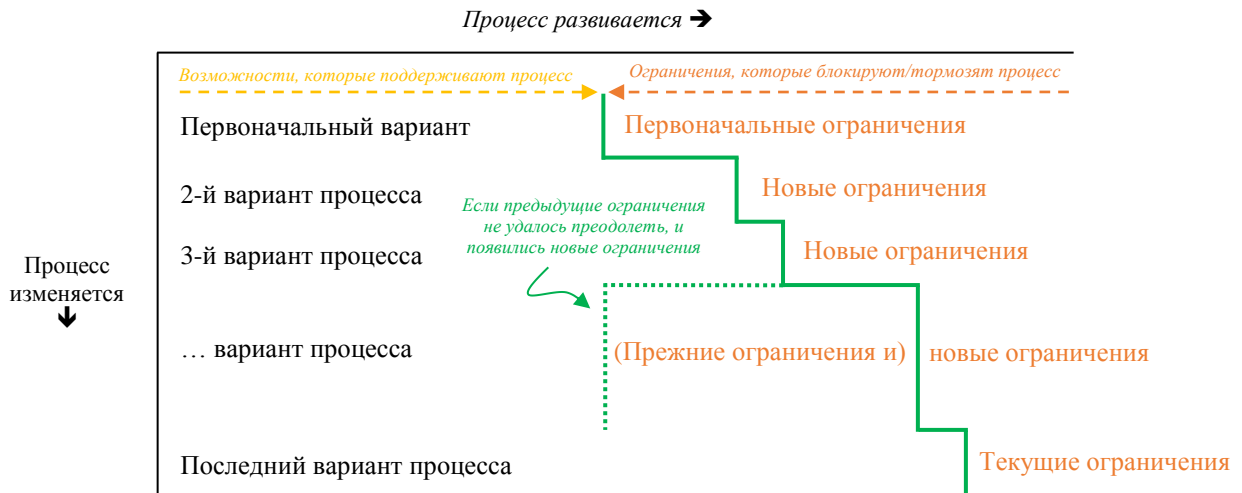 Процесс развивается ➔
Возможности, которые поддерживают процесс
Ограничения, которые блокируют/тормозят процесс
Первоначальный вариант
Первоначальные ограничения
2-й вариант процесса
Новые ограничения
Если предыдущие ограничения
не удалось преодолеть, и
появились новые ограничения
3-й вариант процесса
Новые ограничения
Процесс
изменяется
🡫
… вариант процесса
(Прежние ограничения и)
новые ограничения
Последний вариант процесса
Текущие ограничения